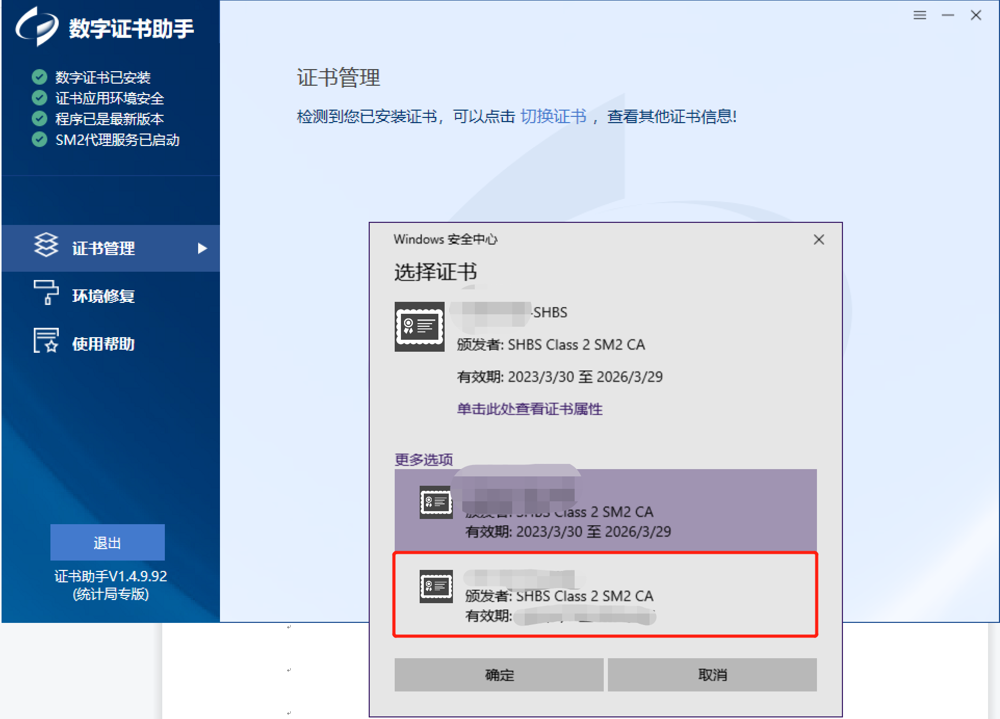 数字证书助手
数字证书已安装
证书应用环境安全
程序已是最新版本
SM2代理服务已启动
证书管理
环境修复
使用帮助
退出
证书助手V1.4.9.92
(统计局专版)
证书管理
检测到您已安装证书，可以点击 切换证书 ，查看其他证书信息!
Windows 安全中心
选择证书
-SHBS
颁发者: SHBS Class 2 SM2 CA
有效期: 2023/3/30 至 2026/3/29
单击此处查看证书属性
更多选项
颁发者: SHBS Class 2 SM2 CA
有效期: 2023/3/30 至 2026/3/29
颁发者: SHBS Class 2 SM2 CA
有效期:
确定
取消